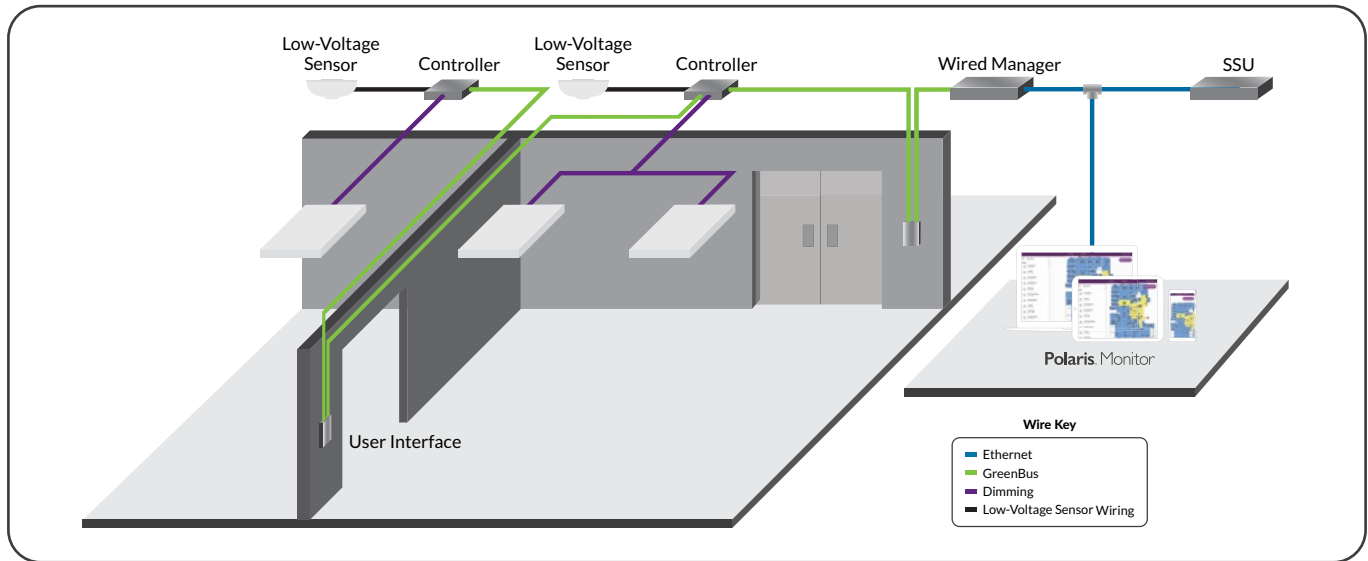 Low-Voltage
Sensor
Controller
Low-Voltage
Sensor
Controller
Wired Manager
SSU
Polaris. Monitor
User Interface
Wire Key
Ethernet
GreenBus
Dimming
Low-Voltage Sensor Wiring